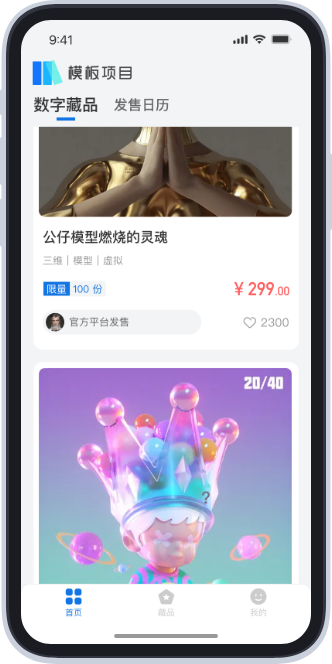 9:41
模板项目
数字藏品 发售日历
公仔模型燃烧的灵魂
三维 | 模型 | 虚拟
限量 100 份 ¥ 299.00
官方平台发售 2300
20/40
?
首页 藏品 我的